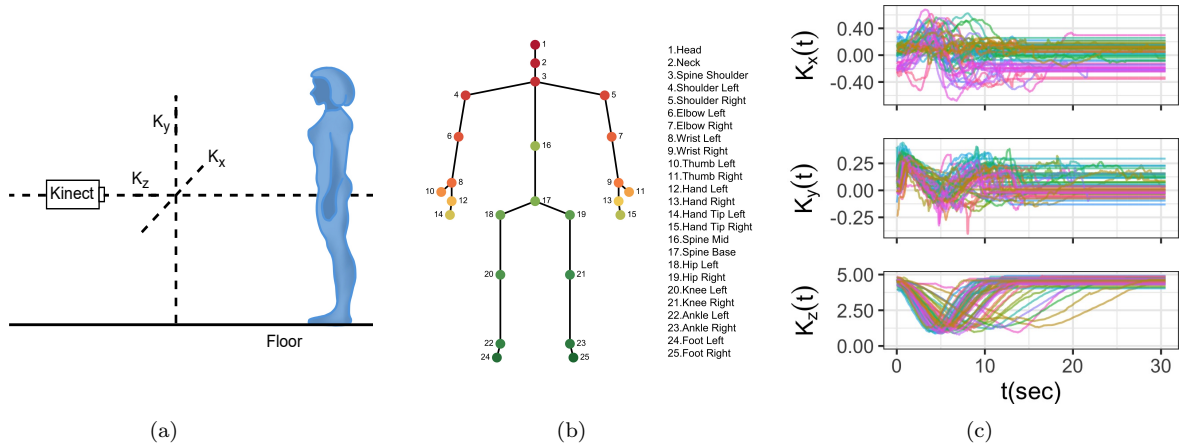 Ky
Kx
Kz
Kinect
Floor
(a)
1
2
3
4
5
6
7
16
8
9
10
11
12
13
14
15
17
18
19
20
21
22
23
24
25
1.Head
2.Neck
3.Spine Shoulder
4.Shoulder Left
5.Shoulder Right
6.Elbow Left
7.Elbow Right
8.Wrist Left
9.Wrist Right
10.Thumb Left
11.Thumb Right
12.Hand Left
13.Hand Right
14.Hand Tip Left
15.Hand Tip Right
16.Spine Mid
17.Spine Base
18.Hip Left
19.Hip Right
20.Knee Left
21.Knee Right
22.Ankle Left
23.Ankle Right
24.Foot Left
25.Foot Right
(b)
Kx(t)
0.40
0.00
-0.40
Ky(t)
0.25
0.00
-0.25
Kz(t)
5.00
2.50
0.00
0 10 20 30
t(sec)
(c)